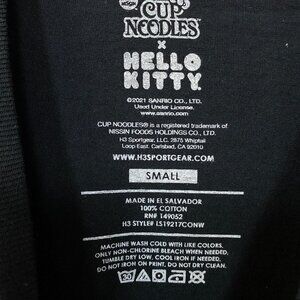 CUP
NOODLES
X
HELLO
KITTY
©2021 SANRIO CO., LTD.
Used Under License.
www.sanrio.com
CUP NOODLES® is a registered trademark of
NISSIN FOODS HOLDINGS CO., LTD.
H3 Sportgear, LLC. 2875 Whiptail
Loop East. Carlsbad, CA 92010
WWW.H3SPORTGEAR.COM
SMALL
MADE IN EL SALVADOR
100% COTTON
RN# 149052
H3 STYLE# LS19217CONW
MACHINE WASH COLD WITH LIKE COLORS,
ONLY NON-CHLORINE BLEACH WHEN NEEDED,
TUMBLE DRY LOW, COOL IRON IF NEEDED,
DO NOT IRON ON PRINT, DO NOT DRY CLEAN.
30